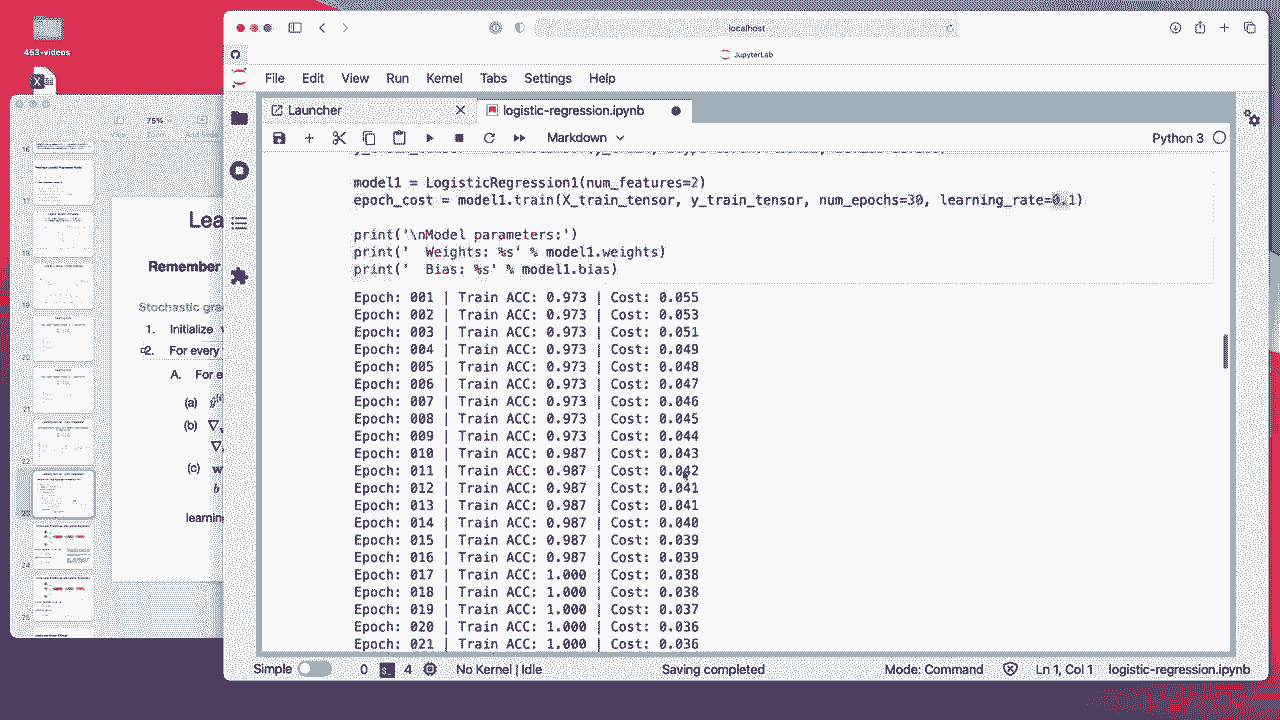 463-videos
localhost
JupyterLab
File Edit View Run Kernel Tabs Settings Help
Launcher
logistic-regression.ipynb
Markdown
Python 3
75%
model1 = LogisticRegression1(num_features=2)
epoch_cost = model1.train(X_train_tensor, y_train_tensor, num_epochs=30, learning_rate=0.1)
print('\nModel parameters:')
print('  Weights: %s' % model1.weights)
print('  Bias: %s' % model1.bias)
Epoch: 001 | Train ACC: 0.973 | Cost: 0.055
Epoch: 002 | Train ACC: 0.973 | Cost: 0.053
Epoch: 003 | Train ACC: 0.973 | Cost: 0.051
Epoch: 004 | Train ACC: 0.973 | Cost: 0.049
Epoch: 005 | Train ACC: 0.973 | Cost: 0.048
Epoch: 006 | Train ACC: 0.973 | Cost: 0.047
Epoch: 007 | Train ACC: 0.973 | Cost: 0.046
Epoch: 008 | Train ACC: 0.973 | Cost: 0.045
Epoch: 009 | Train ACC: 0.973 | Cost: 0.044
Epoch: 010 | Train ACC: 0.987 | Cost: 0.043
Epoch: 011 | Train ACC: 0.987 | Cost: 0.042
Epoch: 012 | Train ACC: 0.987 | Cost: 0.041
Epoch: 013 | Train ACC: 0.987 | Cost: 0.041
Epoch: 014 | Train ACC: 0.987 | Cost: 0.040
Epoch: 015 | Train ACC: 0.987 | Cost: 0.039
Epoch: 016 | Train ACC: 0.987 | Cost: 0.039
Epoch: 017 | Train ACC: 1.000 | Cost: 0.038
Epoch: 018 | Train ACC: 1.000 | Cost: 0.038
Epoch: 019 | Train ACC: 1.000 | Cost: 0.037
Epoch: 020 | Train ACC: 1.000 | Cost: 0.036
Epoch: 021 | Train ACC: 1.000 | Cost: 0.036
Lea
Remember
Stochastic gra
1. Initialize
2. For every
A. For e
(a)
(b)
(c) w
b
learning
Simple 0 4 No Kernel | Idle Saving completed Mode: Command Ln 1, Col 1 logistic-regression.ipynb